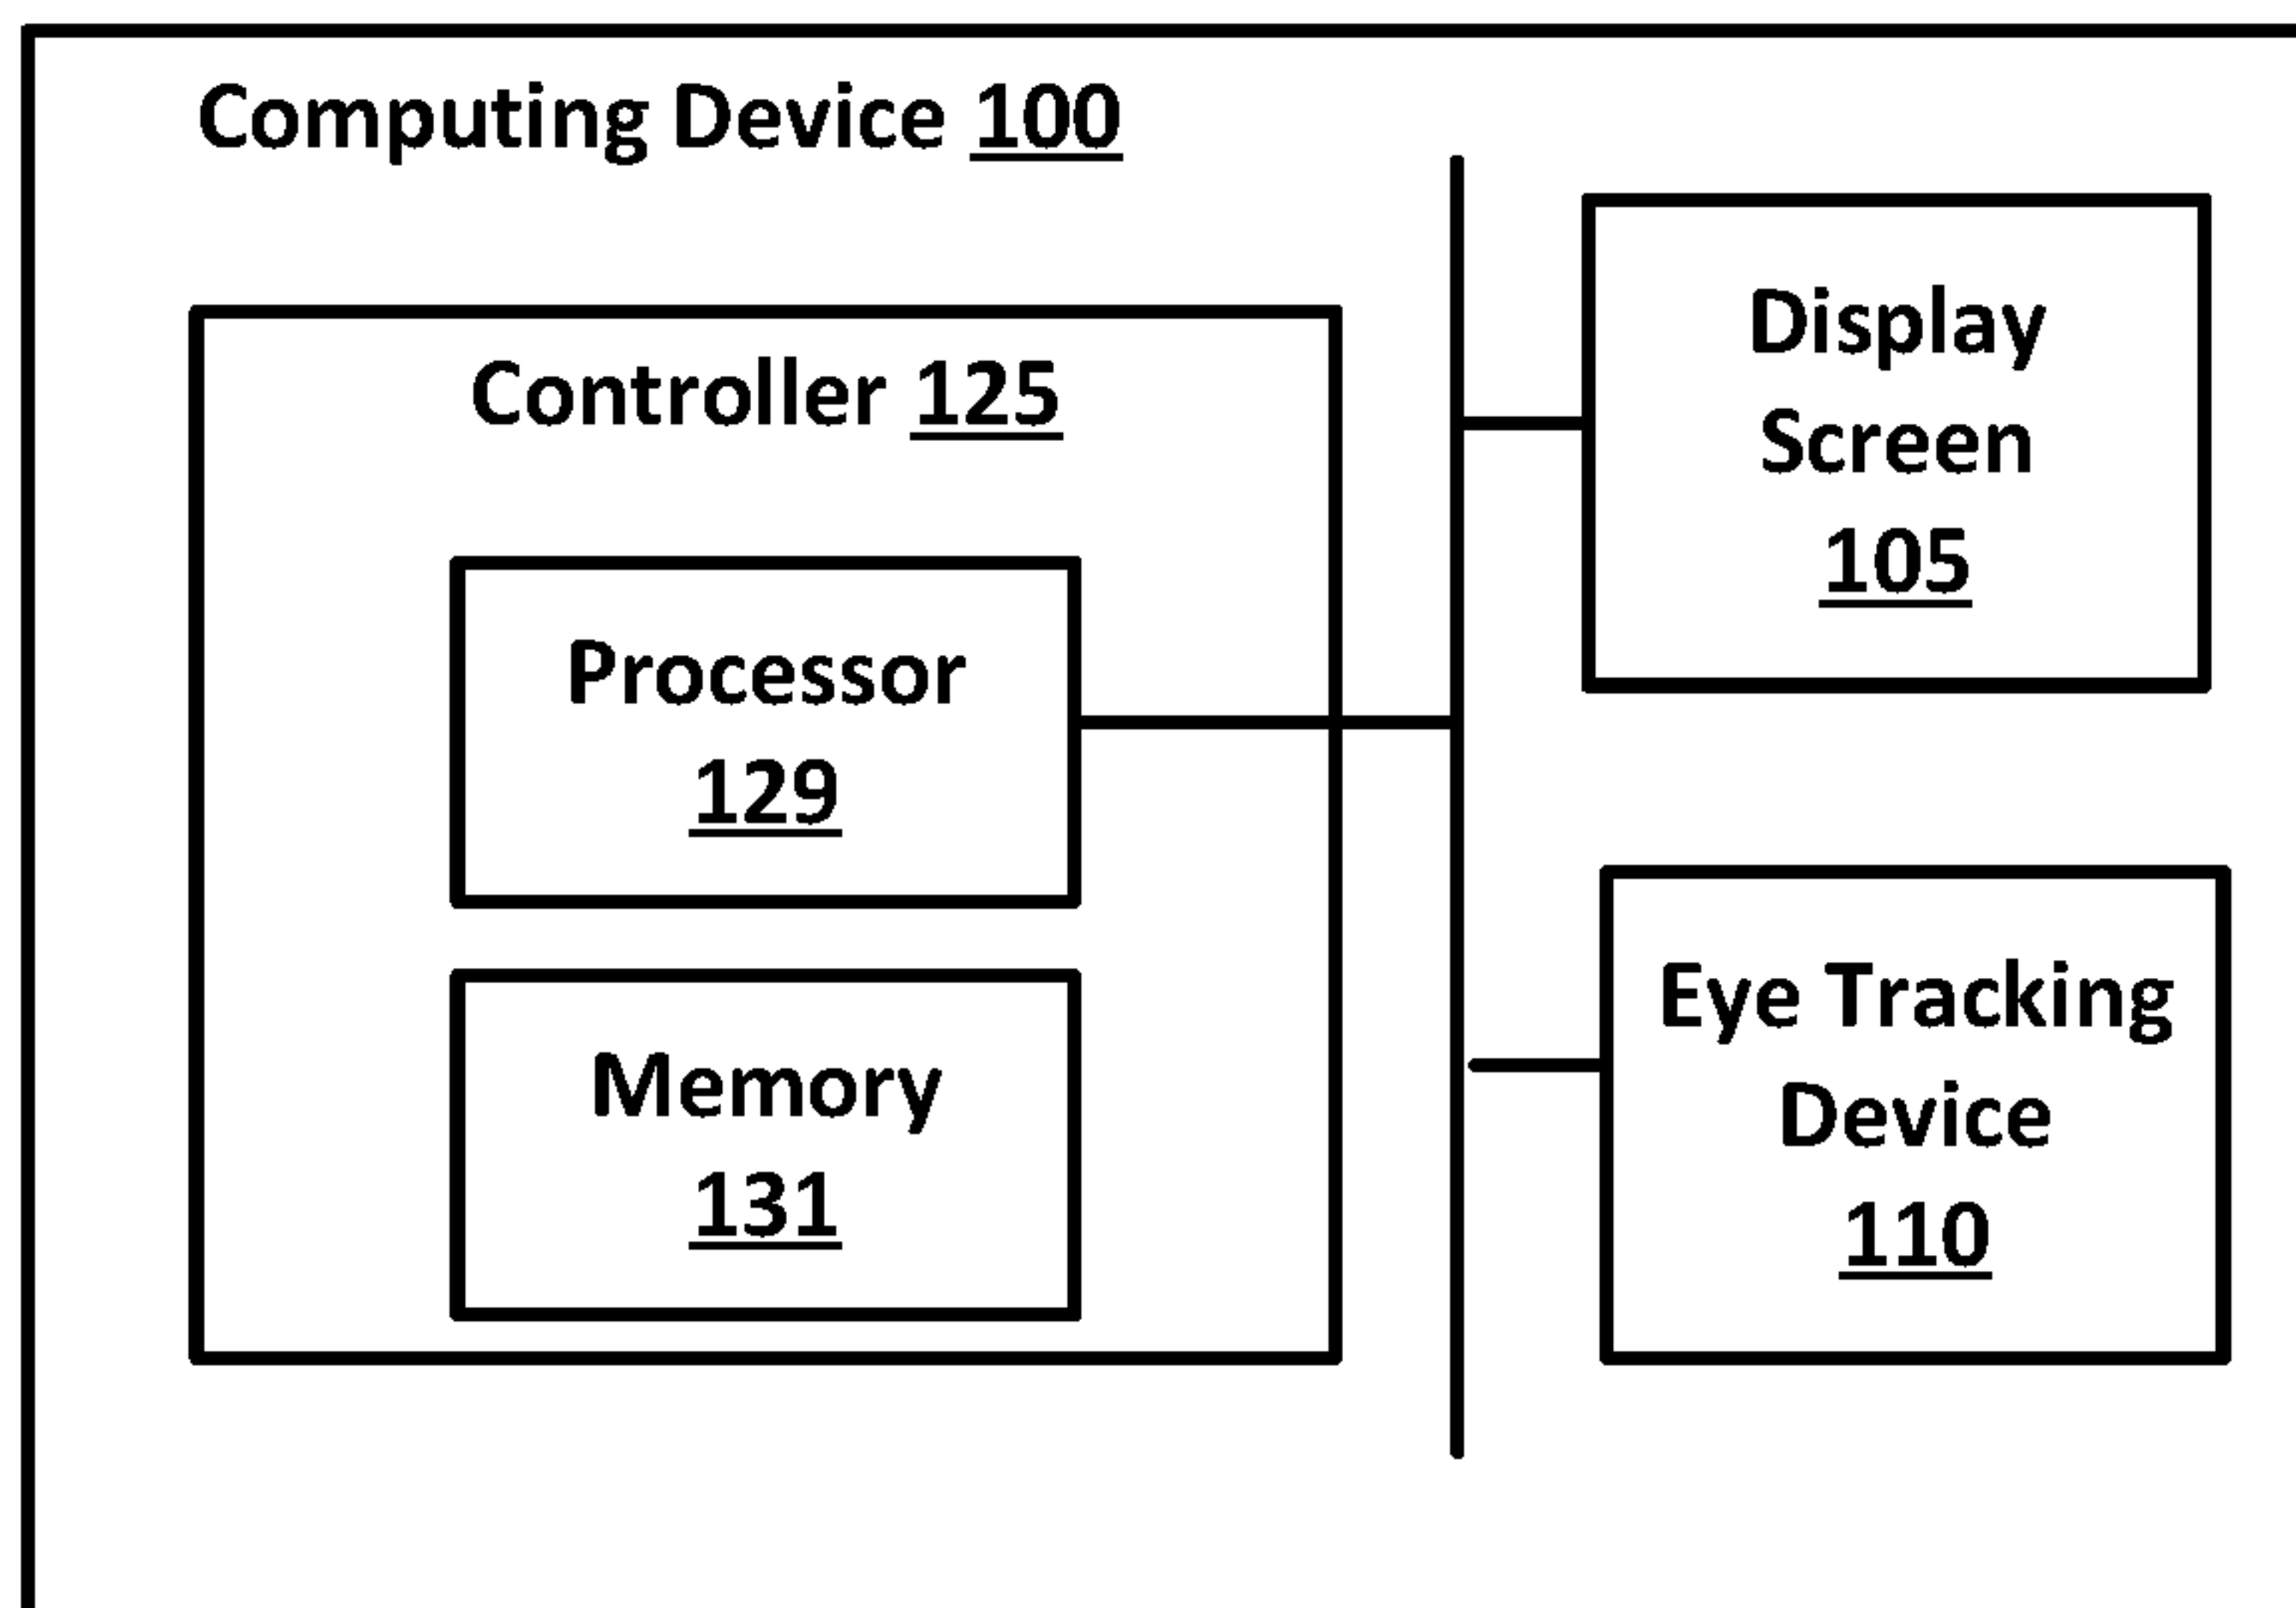 Computing Device 100
Controller 125
Processor
129
Memory
131
Display
Screen
105
Eye Tracking
Device
110